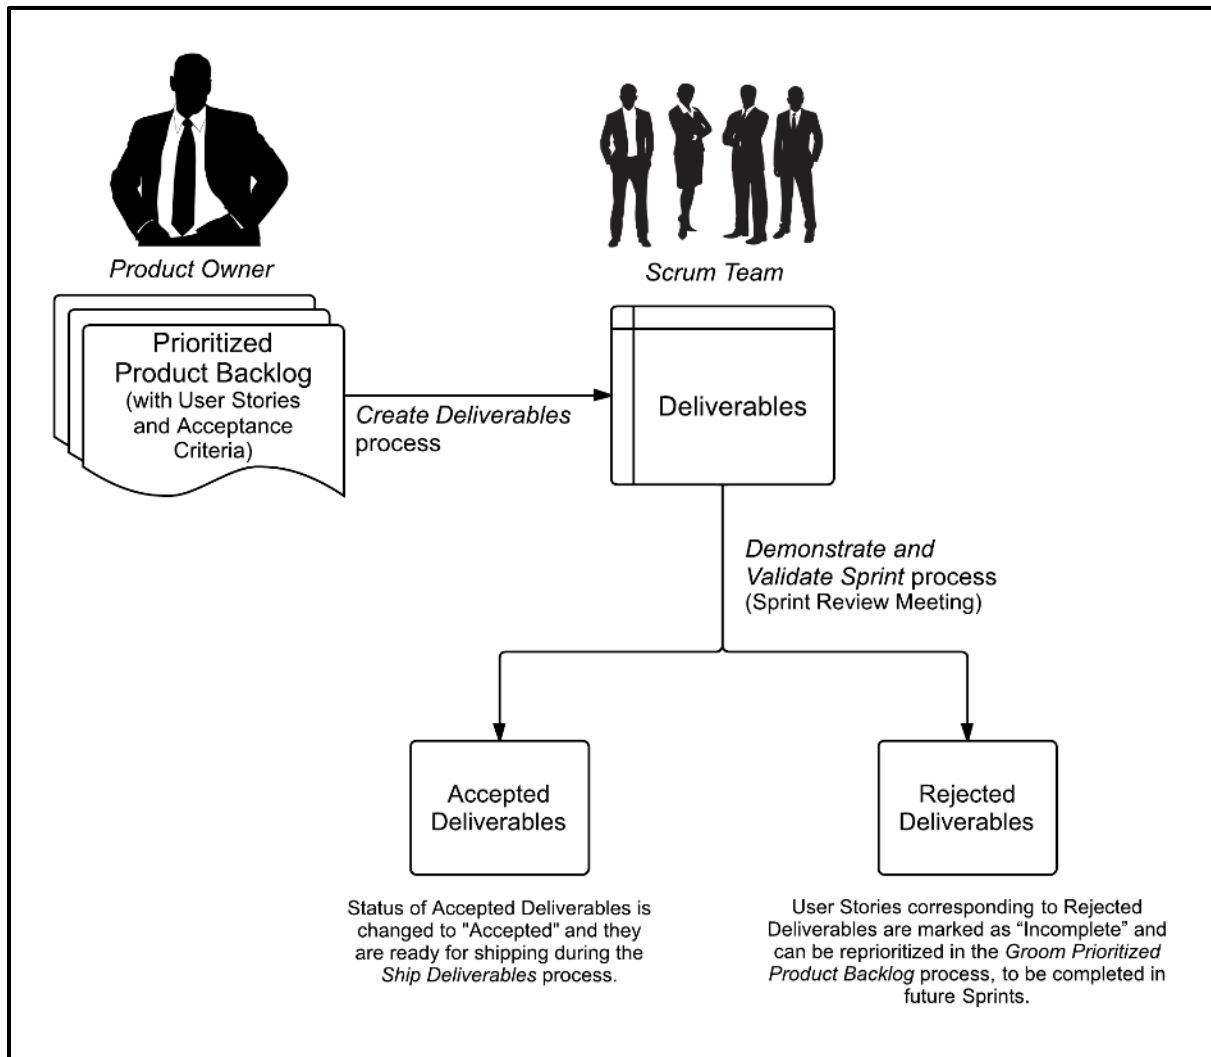 Product Owner
Scrum Team
Prioritized
Product Backlog
(with User Stories
and Acceptance
Criteria)
Create Deliverables
process
Deliverables
Demonstrate and
Validate Sprint process
(Sprint Review Meeting)
Accepted
Deliverables
Rejected
Deliverables
Status of Accepted Deliverables is
changed to "Accepted" and they
are ready for shipping during the
Ship Deliverables process.
User Stories corresponding to Rejected
Deliverables are marked as “Incomplete” and
can be reprioritized in the Groom Prioritized
Product Backlog process, to be completed in
future Sprints.